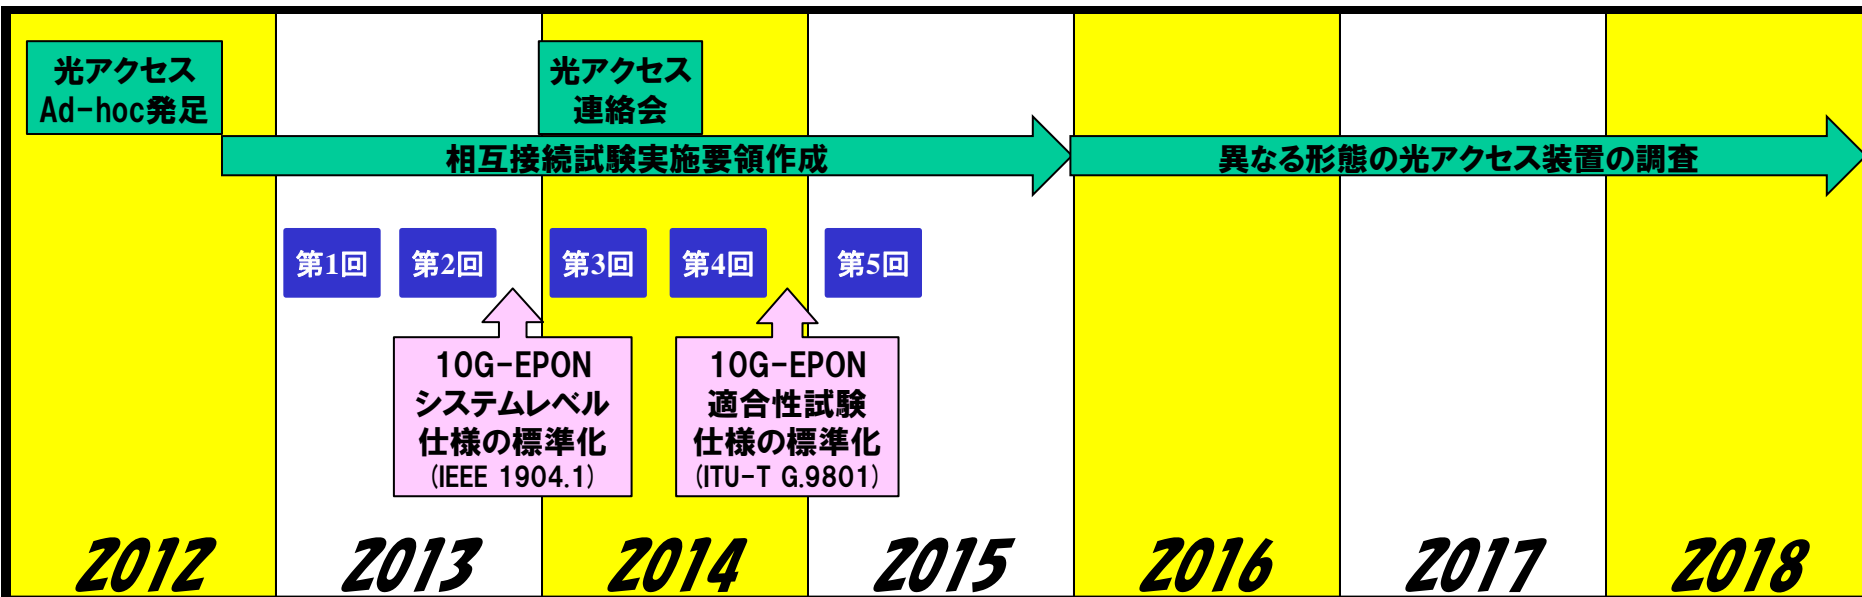 光アクセス
Ad-hoc発足
光アクセス
連絡会
相互接続試験実施要領作成
異なる形態の光アクセス装置の調査
第1回
第2回
第3回
第4回
第5回
10G-EPON
システムレベル
仕様の標準化
(IEEE 1904.1)
10G-EPON
適合性試験
仕様の標準化
(ITU-T G.9801)
2012
2013
2014
2015
2016
2017
2018